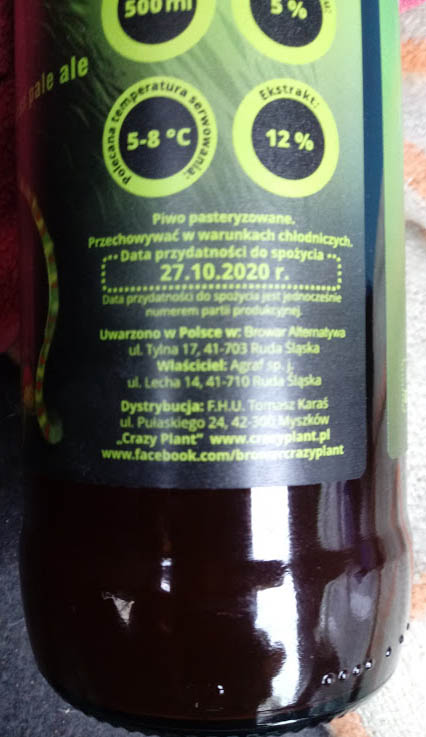 500 ml
5 %
pale ale
polecana temperatura serwowania:
5-8 °C
Ekstrakt:
12 %
Piwo pasteryzowane.
Przechowywać w warunkach chłodniczych.
Data przydatności do spożycia
27.10.2020 r.
Data przydatności do spożycia jest jednocześnie
numerem partii produkcyjnej.
Uwarzono w Polsce w: Browar Alternatywa
ul. Tylna 17, 41-703 Ruda Śląska
Właściciel: Agraf sp. j.
ul. Lecha 14, 41-710 Ruda Śląska
Dystrybucja: F.H.U. Tomasz Karaś
ul. Pułaskiego 24, 42-300 Myszków
„Crazy Plant” www.crazyplant.pl
www.facebook.com/browarcrazyplant